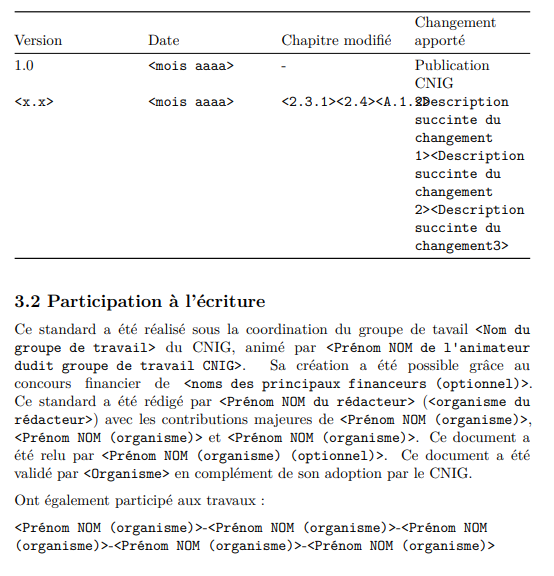 Version Date Chapitre modifié Changement apporté
1.0 <mois aaaa> - Publication CNIG
<x.x> <mois aaaa> <2.3.1><2.4><A.1.2> <Description
succinte du
changement
1><Description
succinte du
changement
2><Description
succinte du
changement3>
3.2 Participation à l'écriture
Ce standard a été réalisé sous la coordination du groupe de tavail <Nom du
groupe de travail> du CNIG, animé par <Prénom NOM de l'animateur
dudit groupe de travail CNIG>. Sa création a été possible grâce au
concours financier de <noms des principaux financeurs (optionnel)>.
Ce standard a été rédigé par <Prénom NOM du rédacteur> (<organisme du
rédacteur>) avec les contributions majeures de <Prénom NOM (organisme)>,
<Prénom NOM (organisme)> et <Prénom NOM (organisme)>. Ce document a
été relu par <Prénom NOM (organisme) (optionnel)>. Ce document a été
validé par <Organisme> en complément de son adoption par le CNIG.
Ont également participé aux travaux :
<Prénom NOM (organisme)>-<Prénom NOM (organisme)>-<Prénom NOM
(organisme)>-<Prénom NOM (organisme)>-<Prénom NOM (organisme)>